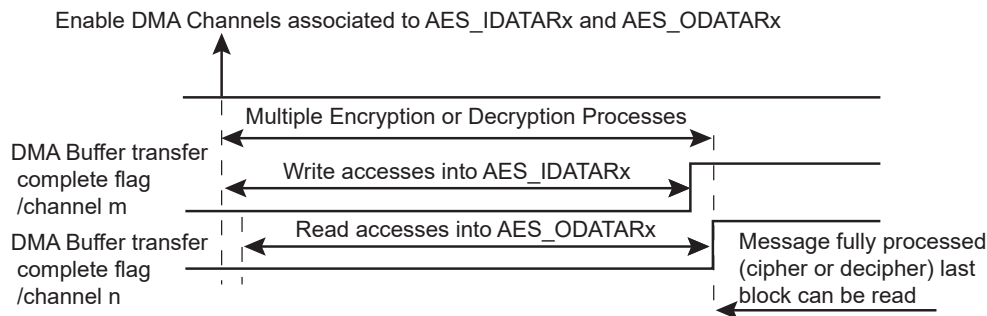 Enable DMA Channels associated to AES_IDATARx and AES_ODATARx
Multiple Encryption or Decryption Processes
DMA Buffer transfer
complete flag
/channel m
Write accesses into AES_IDATARx
DMA Buffer transfer
complete flag
/channel n
Read accesses into AES_ODATARx
Message fully processed
(cipher or decipher) last
block can be read